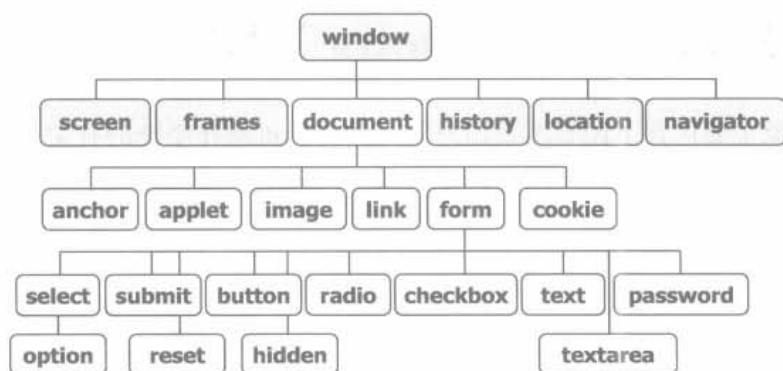 window
screen frames document history location navigator
anchor applet image link form cookie
select submit button radio checkbox text password
option reset hidden textarea